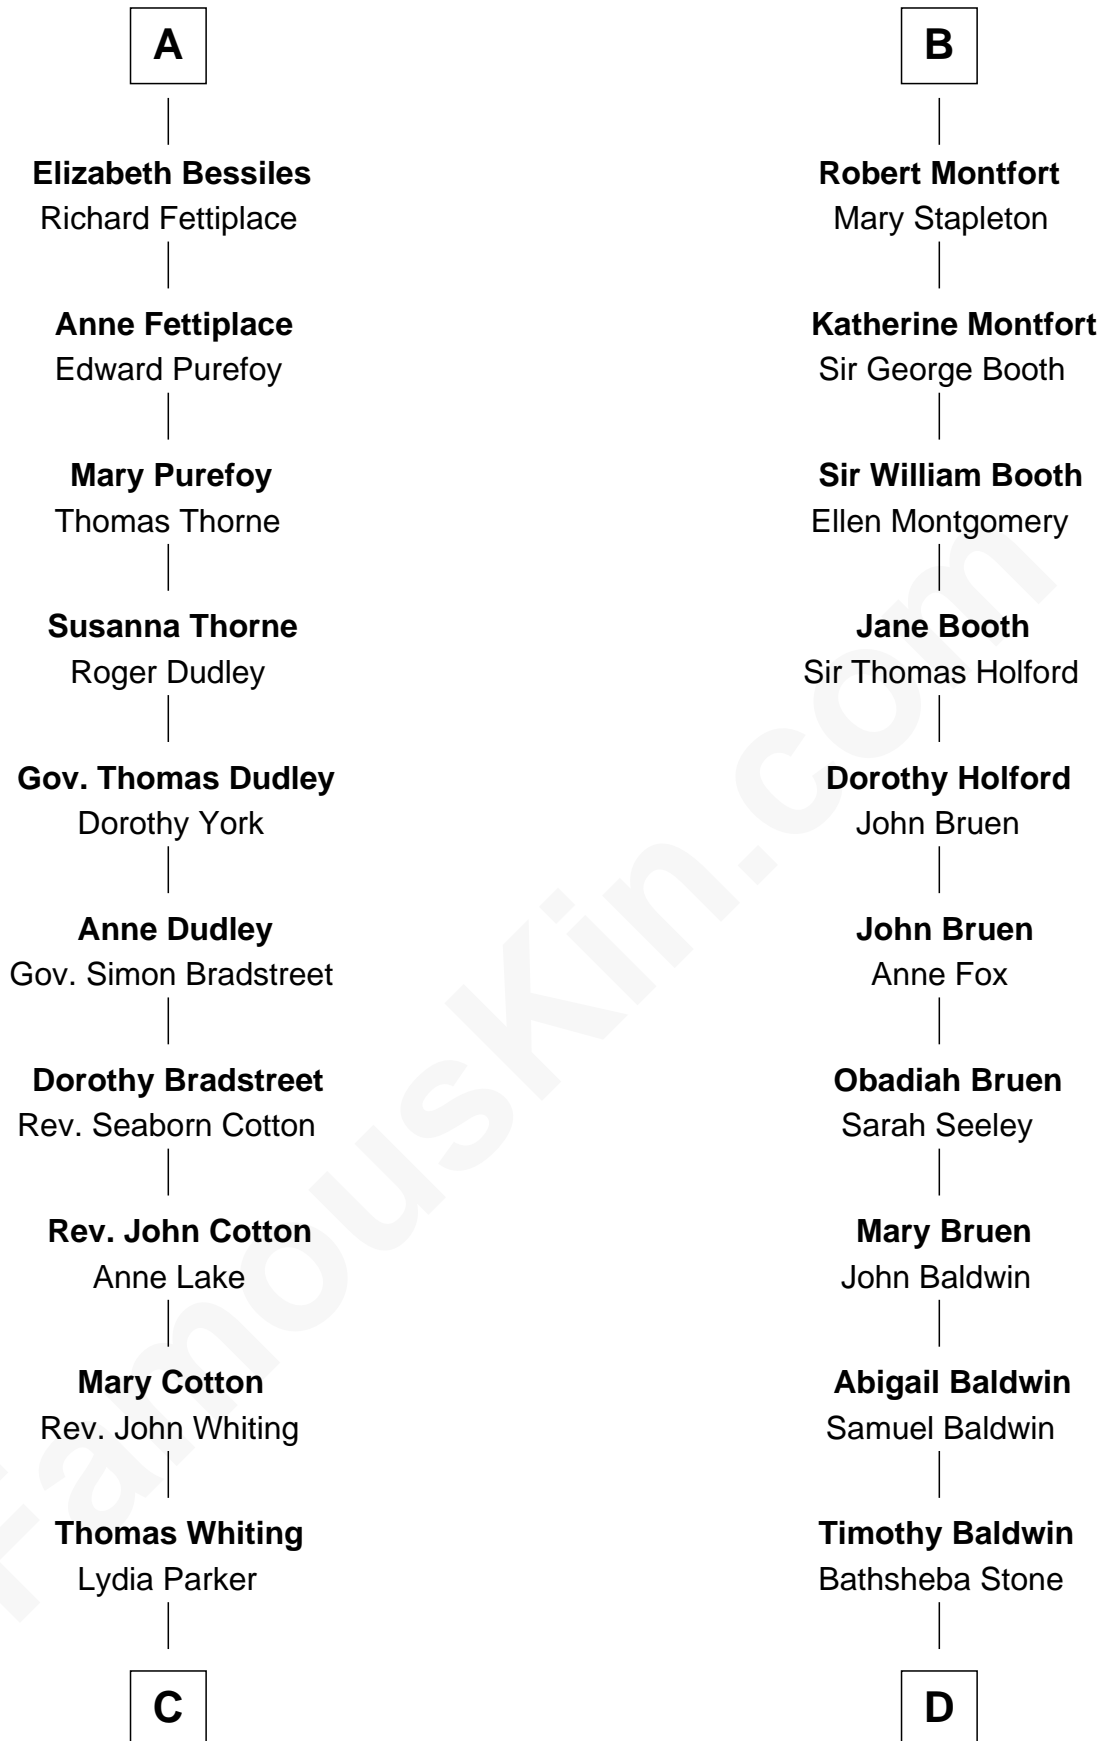 A
Elizabeth Bessiles
Richard Fettiplace
Anne Fettiplace
Edward Purefoy
Mary Purefoy
Thomas Thorne
Susanna Thorne
Roger Dudley
Gov. Thomas Dudley
Dorothy York
Anne Dudley
Gov. Simon Bradstreet
Dorothy Bradstreet
Rev. Seaborn Cotton
Rev. John Cotton
Anne Lake
Mary Cotton
Rev. John Whiting
Thomas Whiting
Lydia Parker
C
B
Robert Montfort
Mary Stapleton
Katherine Montfort
Sir George Booth
Sir William Booth
Ellen Montgomery
Jane Booth
Sir Thomas Holford
Dorothy Holford
John Bruen
John Bruen
Anne Fox
Obadiah Bruen
Sarah Seeley
Mary Bruen
John Baldwin
Abigail Baldwin
Samuel Baldwin
Timothy Baldwin
Bathsheba Stone
D
FamousKin.com